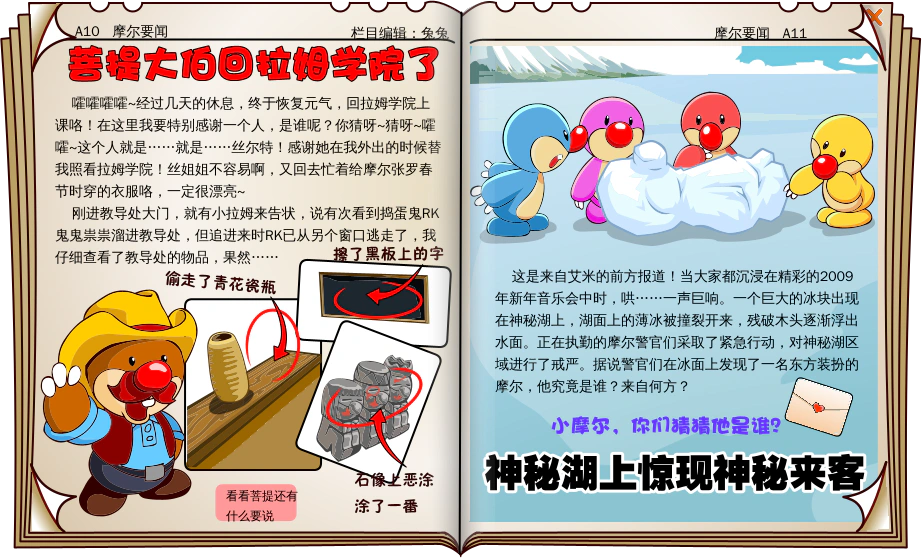 A10 摩尔要闻
栏目编辑：兔兔
菩提大伯回拉姆学院了
嚯嚯嚯嚯~经过几天的休息，终于恢复元气，回拉姆学院上
课咯！在这里我要特别感谢一个人，是谁呢？你猜呀~猜呀~嚯
嚯~这个人就是……就是……丝尔特！感谢她在我外出的时候替
我照看拉姆学院！丝姐姐不容易啊，又回去忙着给摩尔张罗春
节时穿的衣服咯，一定很漂亮~
刚进教导处大门，就有小拉姆来告状，说有次看到捣蛋鬼RK
鬼鬼祟祟溜进教导处，但追进来时RK已从另个窗口逃走了，我
仔细查看了教导处的物品，果然……
擦了黑板上的字
偷走了青花瓷瓶
石像上恶涂
涂了一番
看看菩提还有
什么要说
摩尔要闻 A11
这是来自艾米的前方报道！当大家都沉浸在精彩的2009
年新年音乐会中时，哄……一声巨响。一个巨大的冰块出现
在神秘湖上，湖面上的薄冰被撞裂开来，残破木头逐渐浮出
水面。正在执勤的摩尔警官们采取了紧急行动，对神秘湖区
域进行了戒严。据说警官们在冰面上发现了一名东方装扮的
摩尔，他究竟是谁？来自何方？
小摩尔，你们猜猜他是谁？
神秘湖上惊现神秘来客